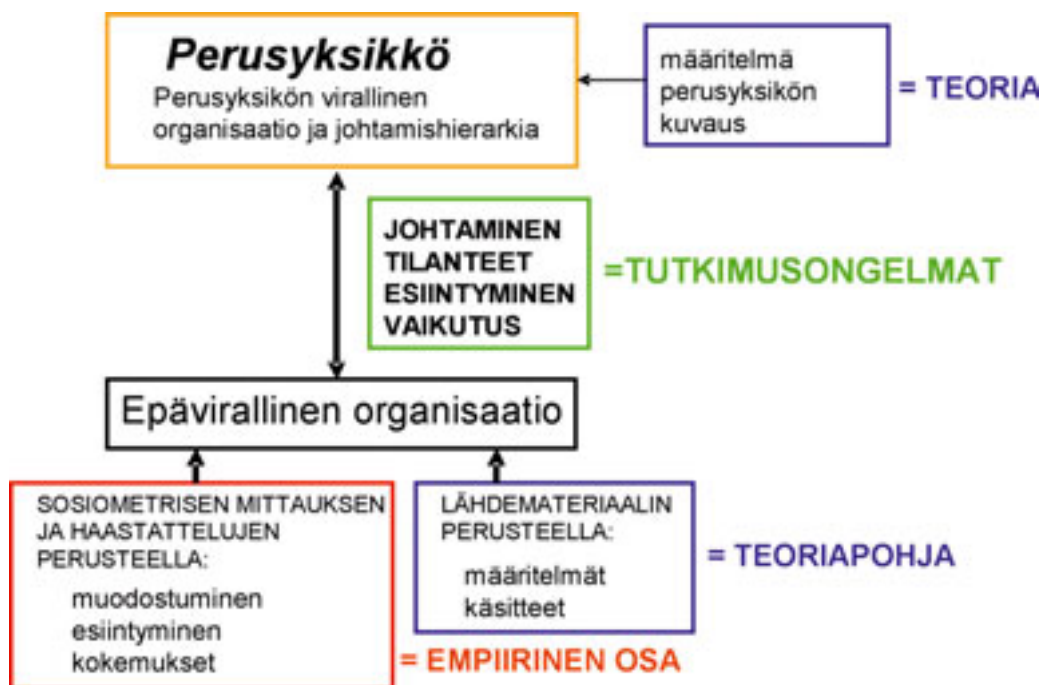 Perusyksikkö
Perusyksikön virallinen
organisaatio ja johtamishierarkia
määritelmä
perusyksikön
kuvaus
= TEORIA
JOHTAMINEN
TILANTEET
ESIINTYMINEN
VAIKUTUS
=TUTKIMUSONGELMAT
Epävirallinen organisaatio
SOSIOMETRISEN MITTAUKSEN
JA HAASTATTELUJEN
PERUSTEELLA:
muodostuminen
esiintyminen
kokemukset
= EMPIIRINEN OSA
LÄHDEMATERIAALIN
PERUSTEELLA:
määritelmät
käsitteet
= TEORIAPOHJA